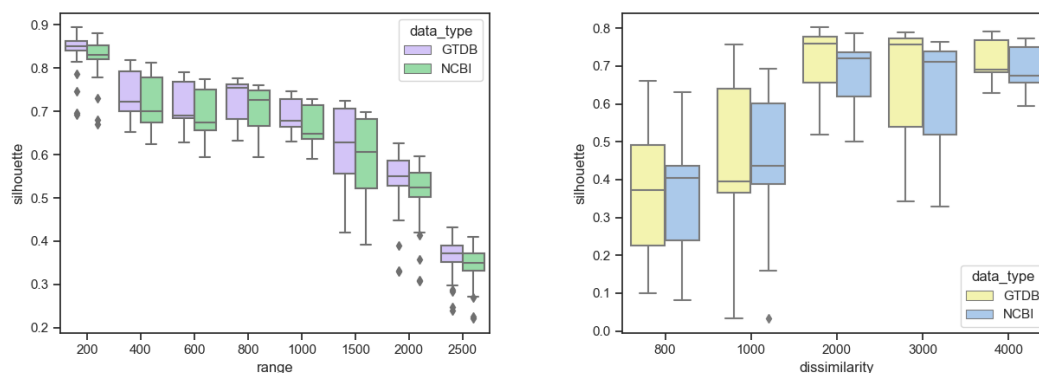 0.9
0.8
0.7
0.6
0.5
0.4
0.3
0.2
silhouette
200 400 600 800 1000 1500 2000 2500
range
data_type
GTDB
NCBI
0.8
0.7
0.6
0.5
0.4
0.3
0.2
0.1
0.0
silhouette
800 1000 2000 3000 4000
dissimilarity
data_type
GTDB
NCBI